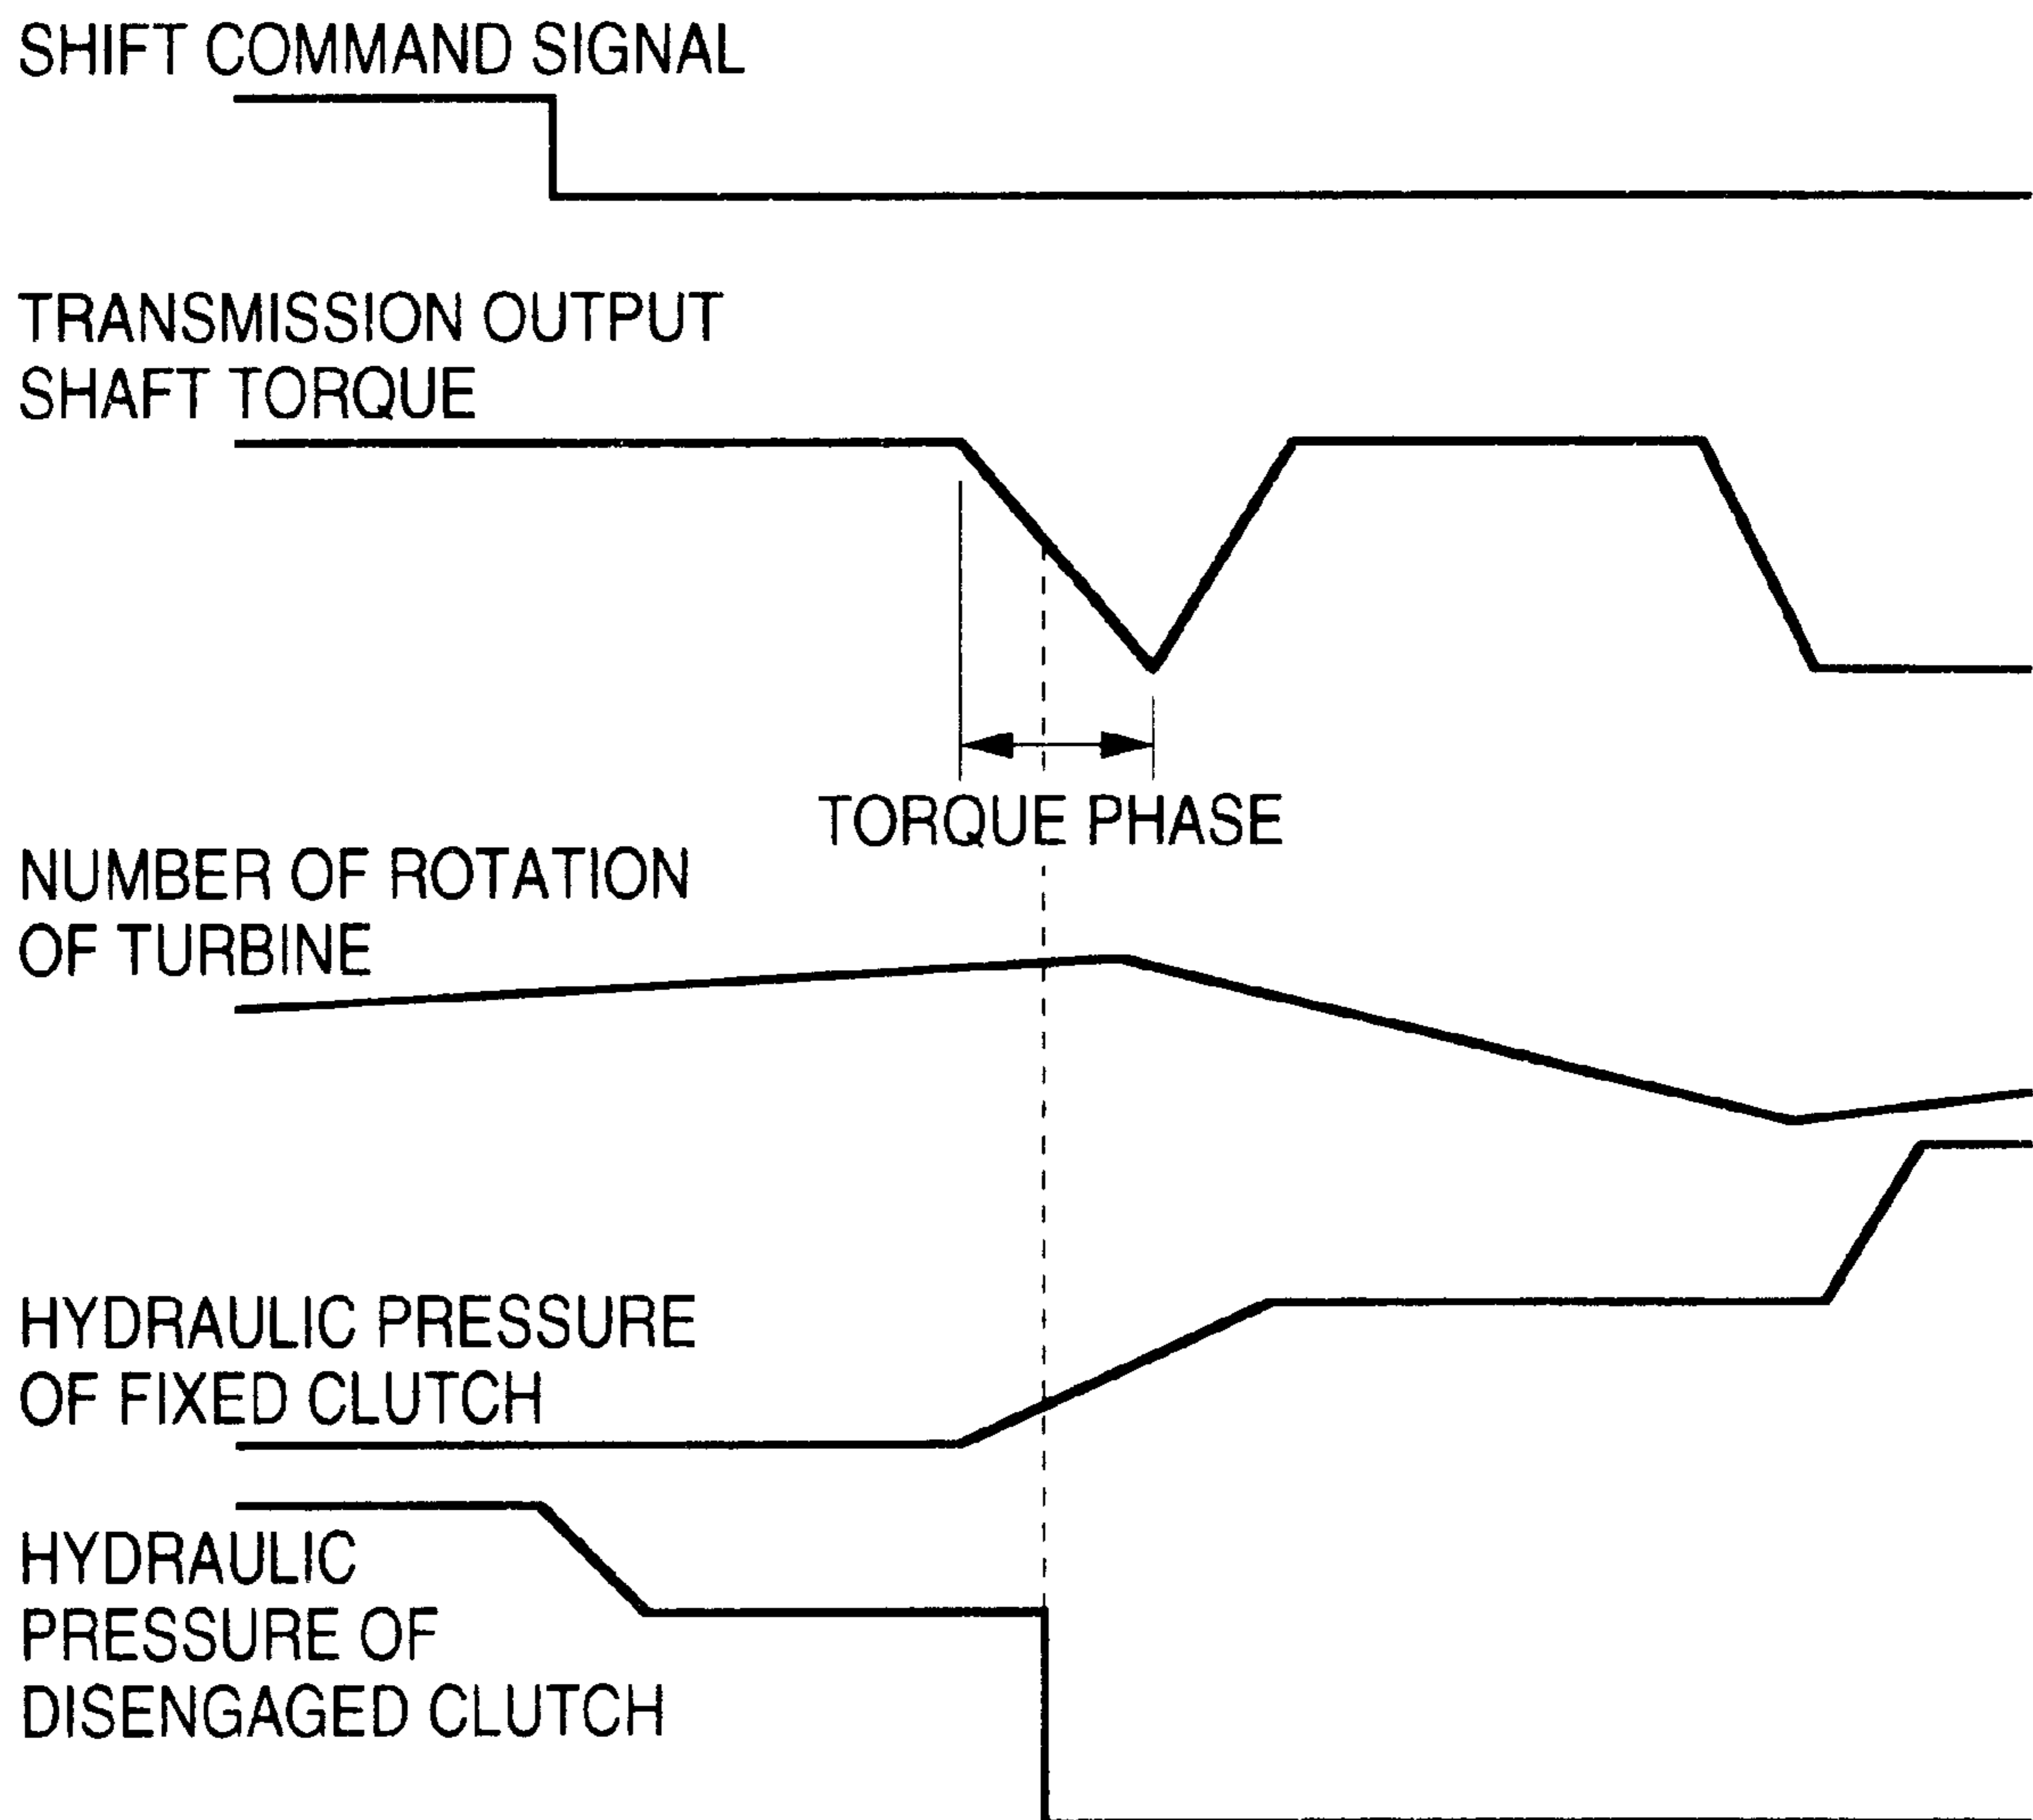 SHIFT COMMAND SIGNAL
TRANSMISSION OUTPUT
SHAFT TORQUE
TORQUE PHASE
NUMBER OF ROTATION
OF TURBINE
HYDRAULIC PRESSURE
OF FIXED CLUTCH
HYDRAULIC
PRESSURE OF
DISENGAGED CLUTCH